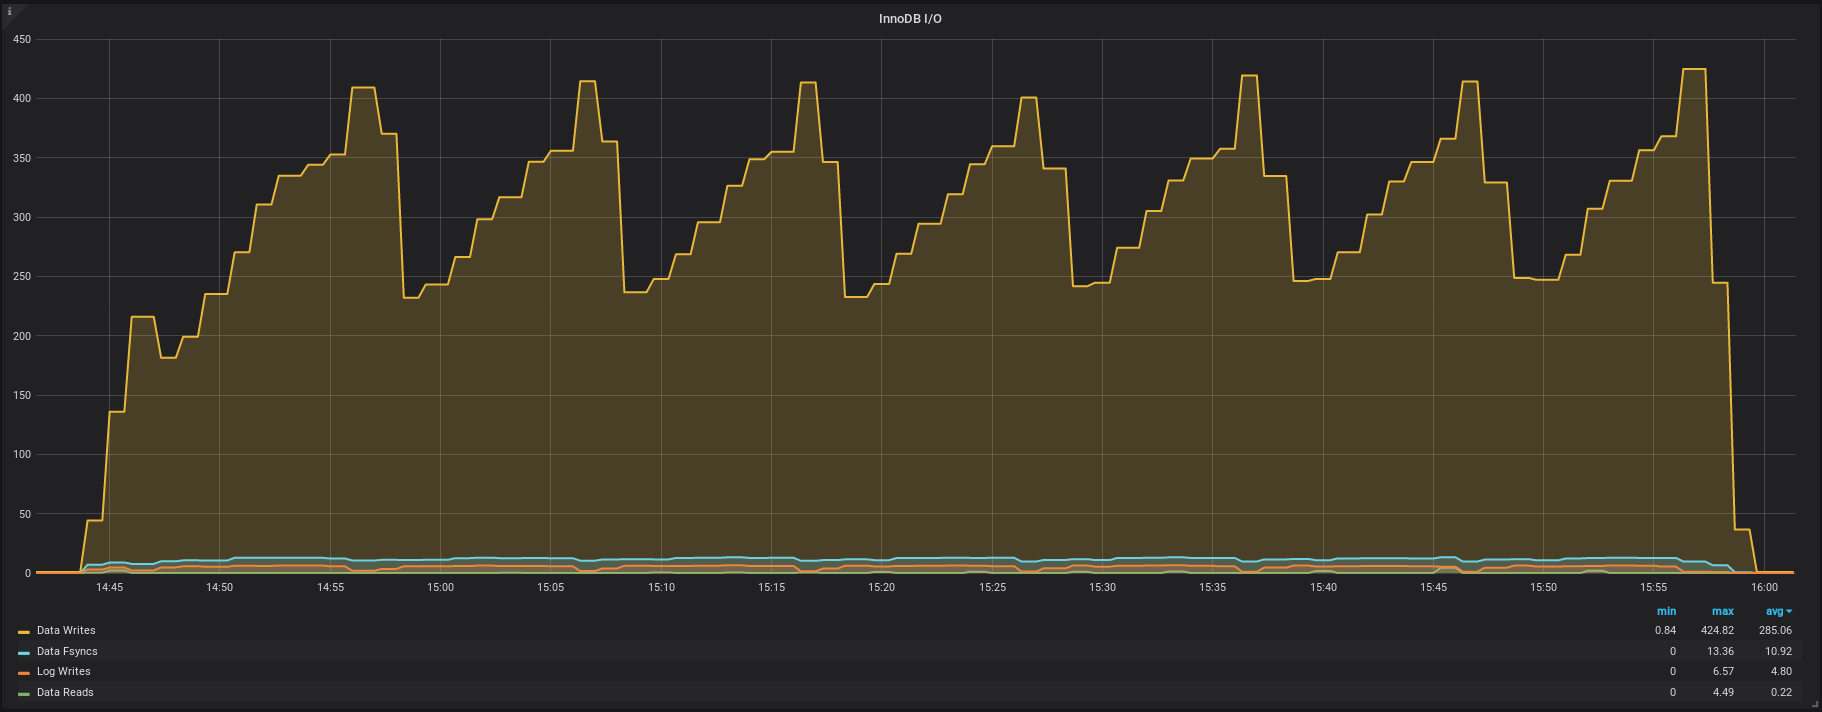 i
InnoDB I/O
450
400
350
300
250
200
150
100
50
0
14:45 14:50 14:55 15:00 15:05 15:10 15:15 15:20 15:25 15:30 15:35 15:40 15:45 15:50 15:55 16:00
min max avg
Data Writes 0.84 424.82 285.06
Data Fsyncs 0 13.36 10.92
Log Writes 0 6.57 4.80
Data Reads 0 4.49 0.22